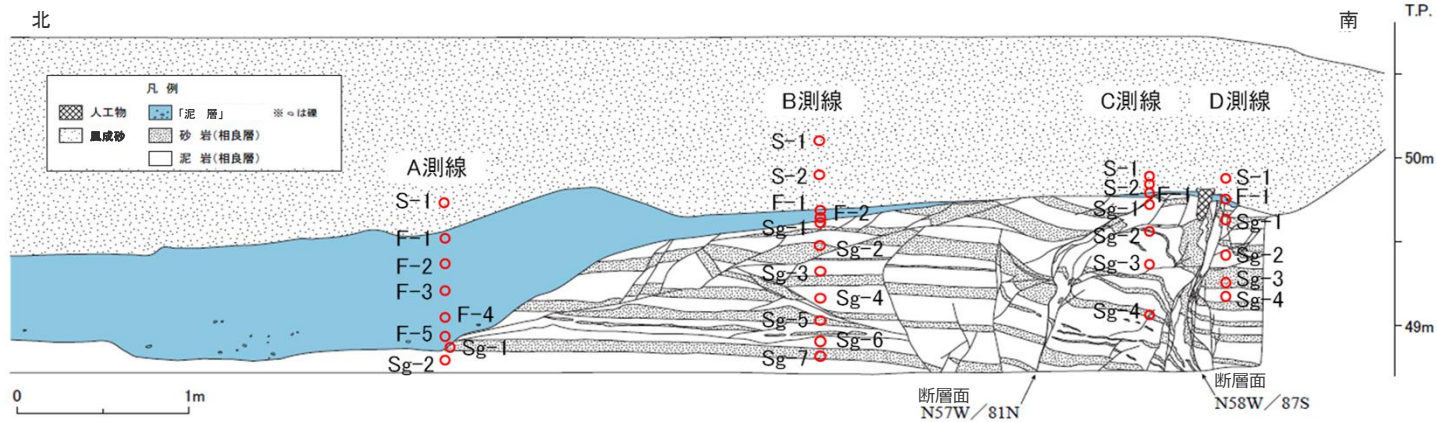 北
南
T.P.
凡 例
人工物
「泥 層」
※ は礫
風成砂
砂 岩(相良層)
泥 岩(相良層)
A測線
S-1
F-1
F-2
F-3
F-4
F-5
Sg-1
Sg-2
B測線
S-1
S-2
F-1
F-2
Sg-1
Sg-2
Sg-3
Sg-4
Sg-5
Sg-6
Sg-7
C測線
S-1
S-2
F-1
Sg-1
Sg-2
Sg-3
Sg-4
D測線
S-1
F-1
Sg-1
Sg-2
Sg-3
Sg-4
50m
49m
0 1m
断層面
N57W/81N
断層面
N58W/87S